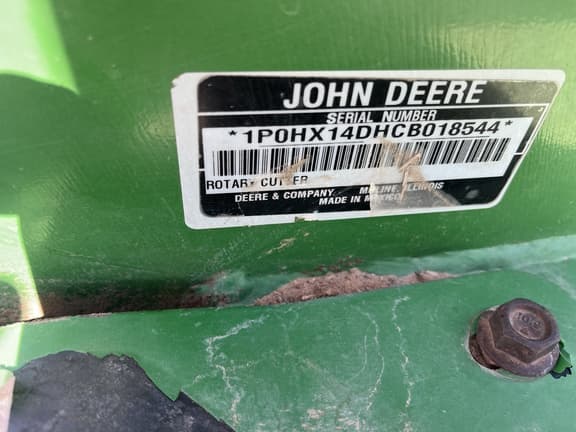 JOHN DEERE
SERIAL NUMBER
*1P0HX14DHCB018544*
ROTARY CUTTER
DEERE & COMPANY MOLINE, ILLINOIS
MADE IN MEXICO